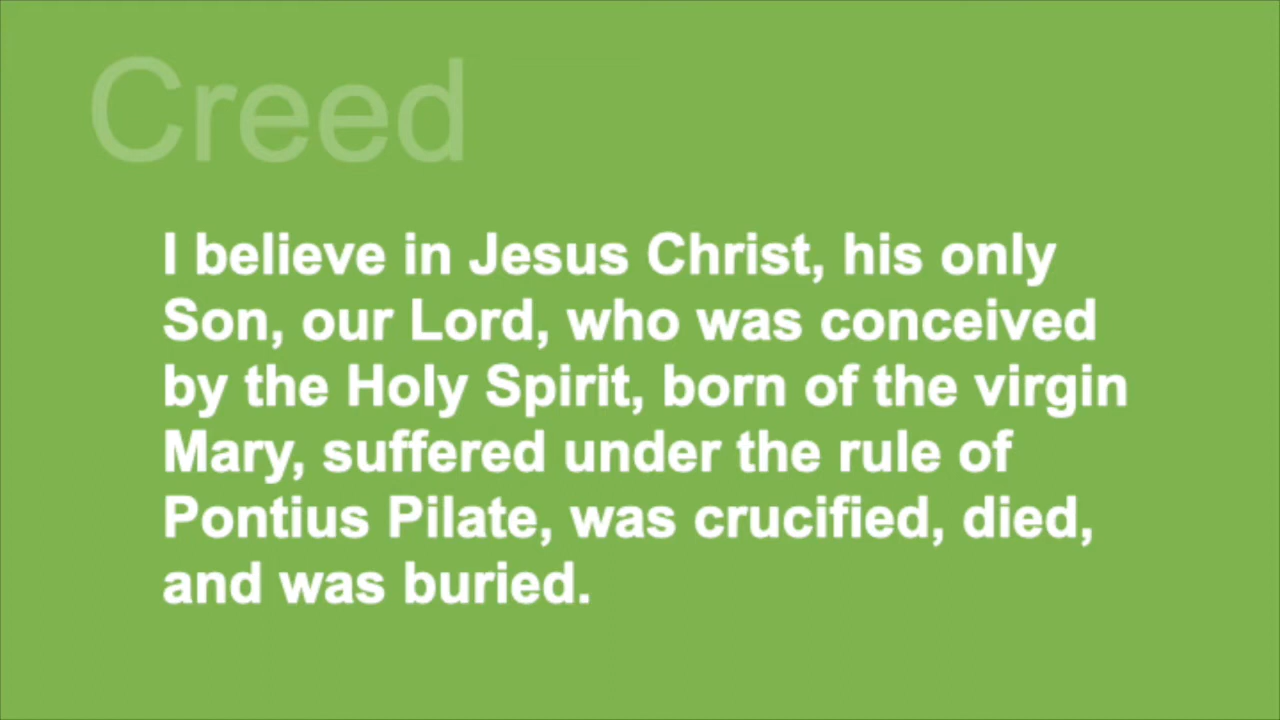 Creed
I believe in Jesus Christ, his only
Son, our Lord, who was conceived
by the Holy Spirit, born of the virgin
Mary, suffered under the rule of
Pontius Pilate, was crucified, died,
and was buried.